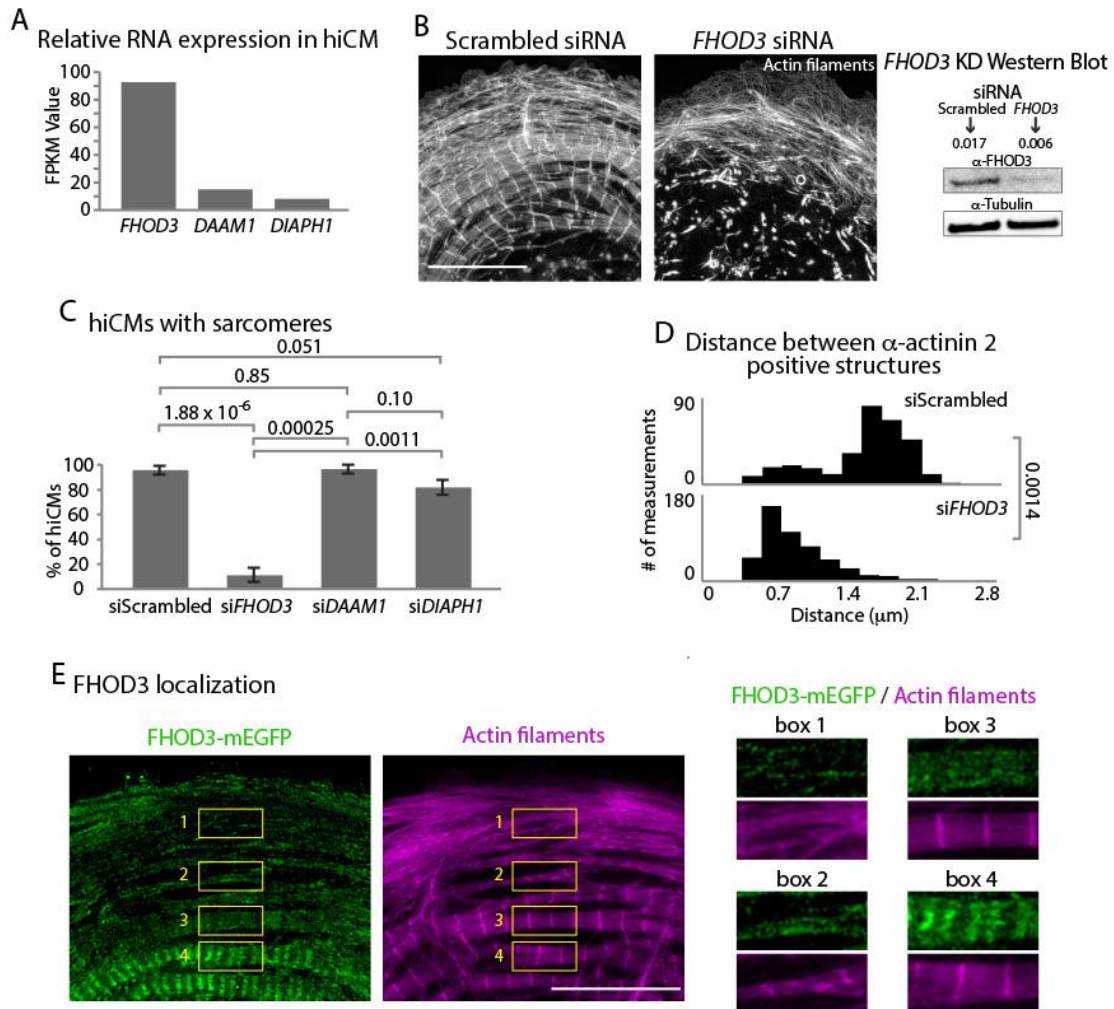 A
Relative RNA expression in hiCM
FPKM Value
100
80
60
40
20
0
FHOD3 DAAM1 DIAPH1
B
Scrambled siRNA
FHOD3 siRNA
Actin filaments
FHOD3 KD Western Blot
siRNA
Scrambled FHOD3
0.017 0.006
α-FHOD3
α-Tubulin
C
hiCMs with sarcomeres
0.051
0.85
0.10
1.88 x 10⁻⁶
0.00025
0.0011
% of hiCMs
100
80
60
40
20
0
siScrambled siFHOD3 siDAAM1 siDIAPH1
D
Distance between α-actinin 2
positive structures
# of measurements
90
0
siScrambled
180
0
siFHOD3
0.0014
0 0.7 1.4 2.1 2.8
Distance (μm)
E
FHOD3 localization
FHOD3-mEGFP
1
2
3
4
Actin filaments
1
2
3
4
FHOD3-mEGFP / Actin filaments
box 1
box 3
box 2
box 4